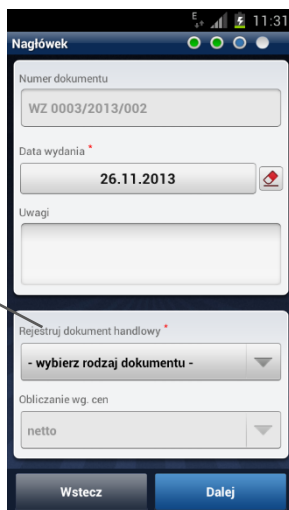 E 11:31
Nagłówek
Numer dokumentu
WZ 0003/2013/002
Data wydania *
26.11.2013
Uwagi
Rejestruj dokument handlowy *
- wybierz rodzaj dokumentu -
Obliczanie wg. cen
netto
Wstecz Dalej